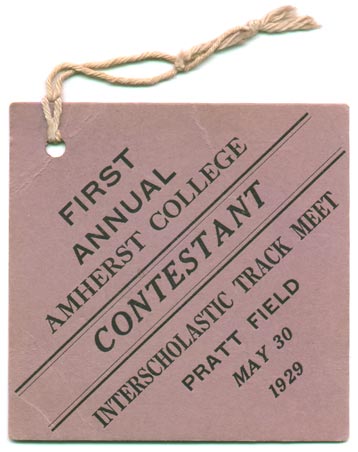 FIRST
ANNUAL
AMHERST COLLEGE
CONTESTANT
INTERSCHOLASTIC TRACK MEET
PRATT FIELD
MAY 30
1929